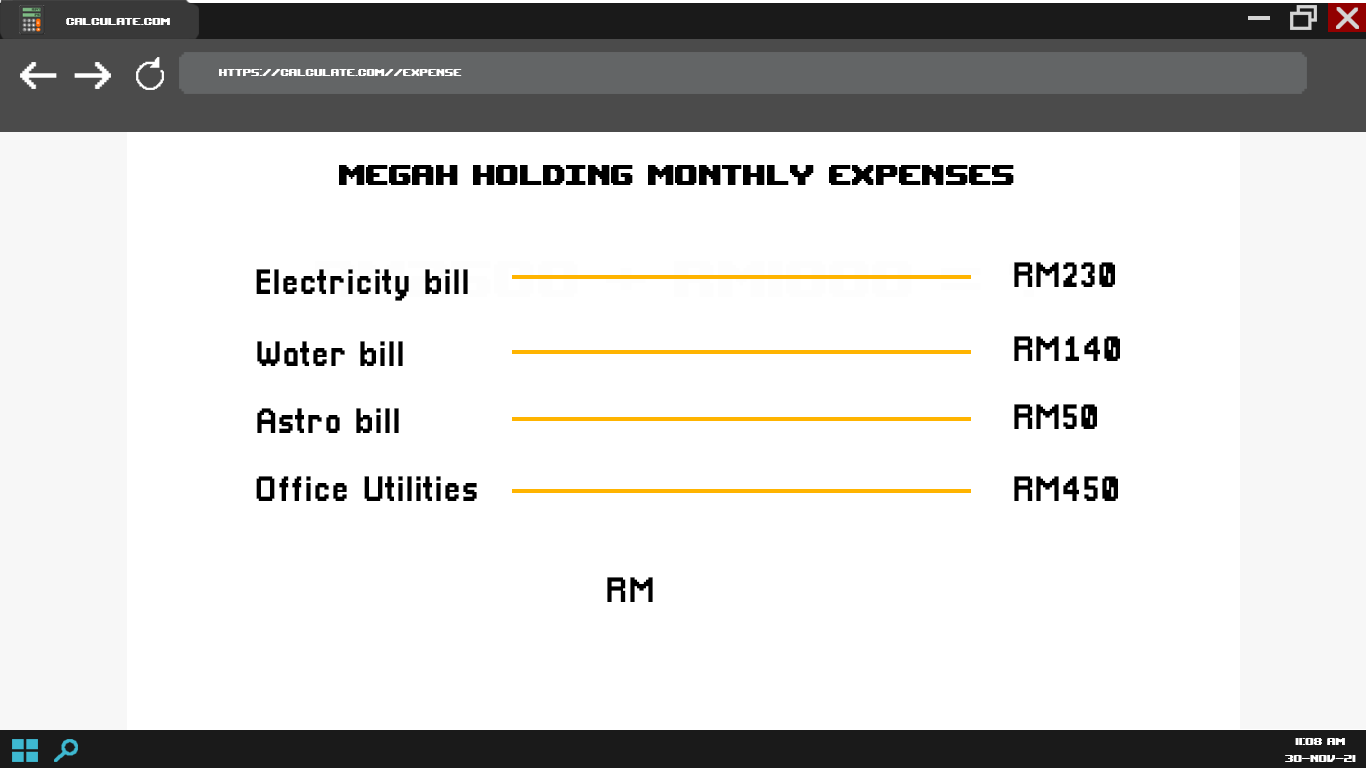 CALCULATE.COM
HTTPS://CALCULATE.COM//EXPENSE
MEGAH HOLDING MONTHLY EXPENSES
Electricity bill RM230
Water bill RM140
Astro bill RM50
Office Utilities RM450
RM
11:08 AM
30-NOV-21